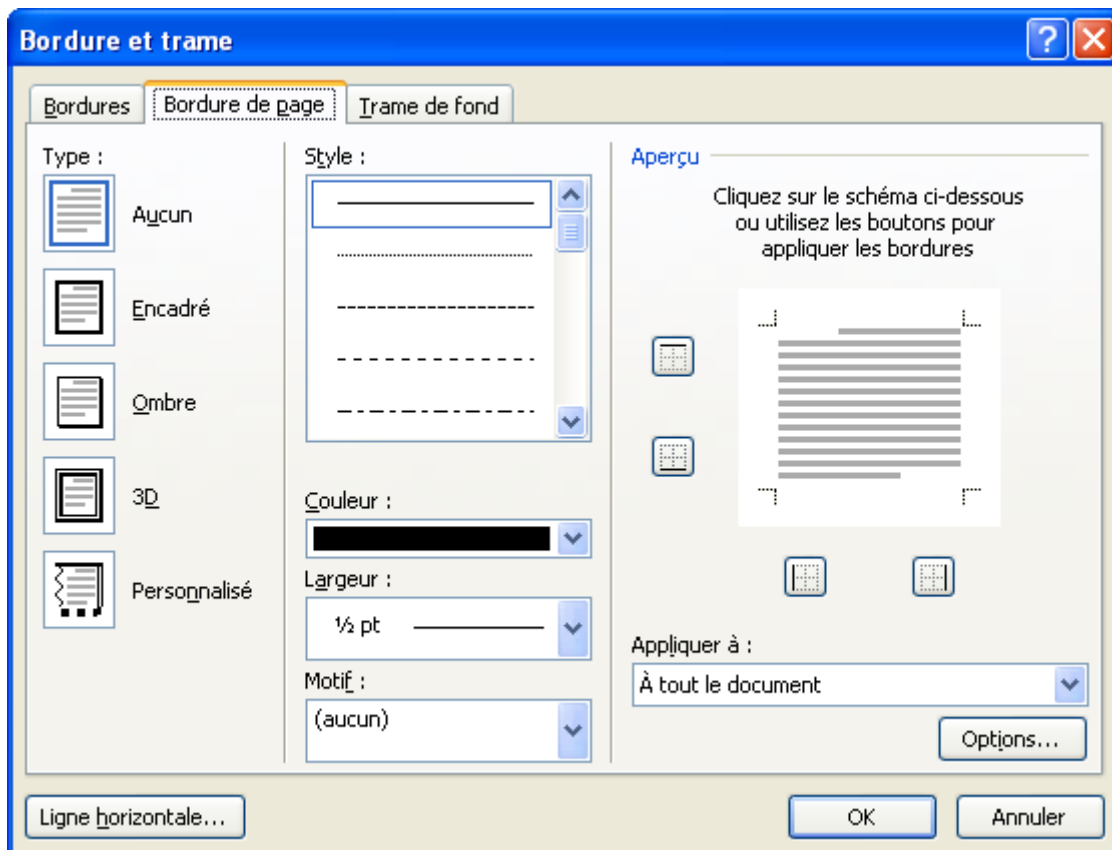 Bordure et trame
Bordures
Bordure de page
Trame de fond
Type :
Aucun
Encadré
Ombre
3D
Personnalisé
Style :
Couleur :
Largeur :
½ pt
Motif :
(aucun)
Aperçu
Cliquez sur le schéma ci-dessous
ou utilisez les boutons pour
appliquer les bordures
Appliquer à :
À tout le document
Options...
Ligne horizontale...
OK
Annuler